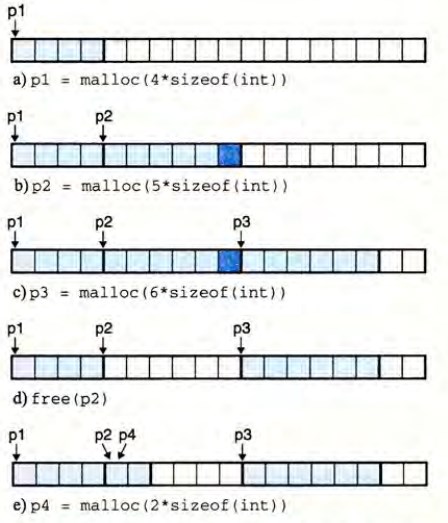 p1
a) p1 = malloc(4*sizeof(int))
p1 p2
b) p2 = malloc(5*sizeof(int))
p1 p2 p3
c) p3 = malloc(6*sizeof(int))
p1 p2 p3
d) free(p2)
p1 p2 p4 p3
e) p4 = malloc(2*sizeof(int))